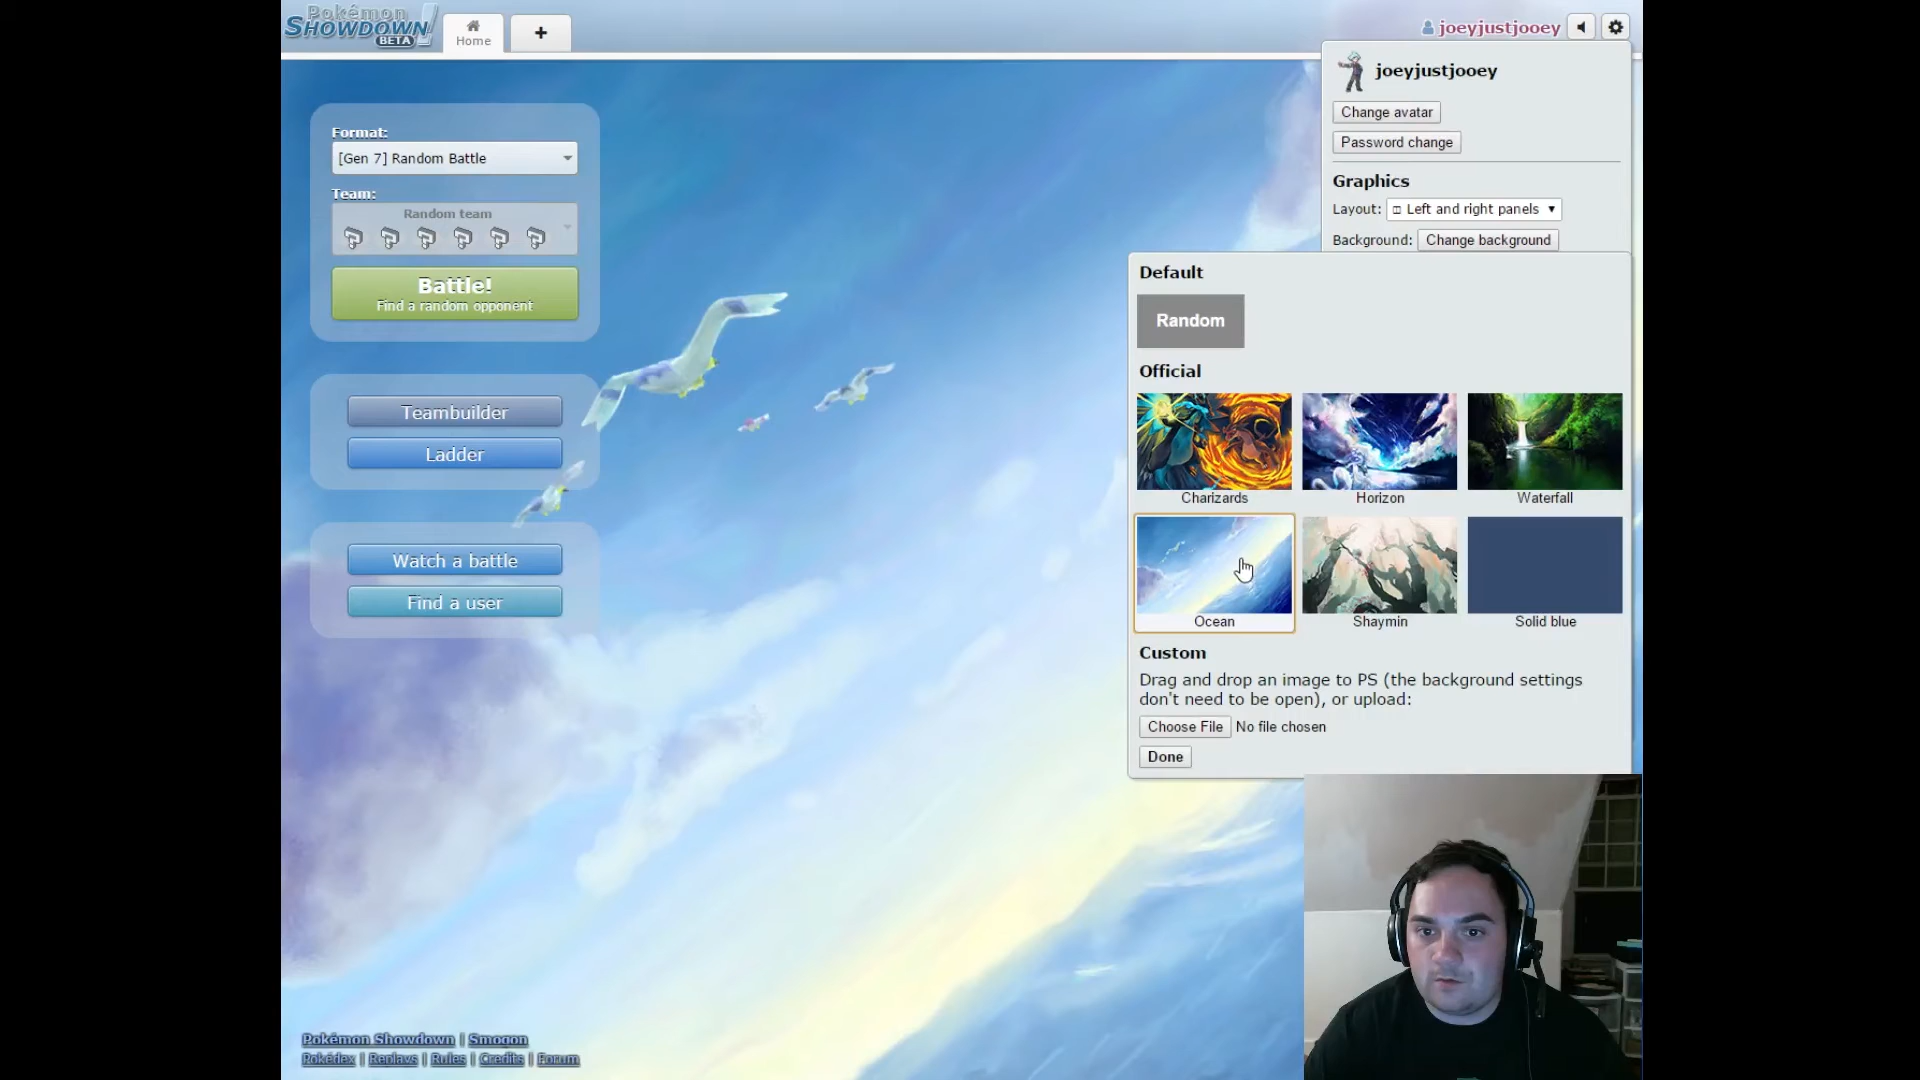 Pokémon
SHOWDOWN!
BETA
Home
+
joeyjustjooey
joeyjustjooey
Change avatar
Password change
Graphics
Layout: Left and right panels
Background: Change background
Format:
[Gen 7] Random Battle
Team:
Random team
? ? ? ? ? ?
Battle!
Find a random opponent
Teambuilder
Ladder
Watch a battle
Find a user
Default
Random
Official
Charizards
Horizon
Waterfall
Ocean
Shaymin
Solid blue
Custom
Drag and drop an image to PS (the background settings
don't need to be open), or upload:
Choose File No file chosen
Done
Pokémon Showdown | Smogon
Pokédex | Replays | Rules | Credits | Forum